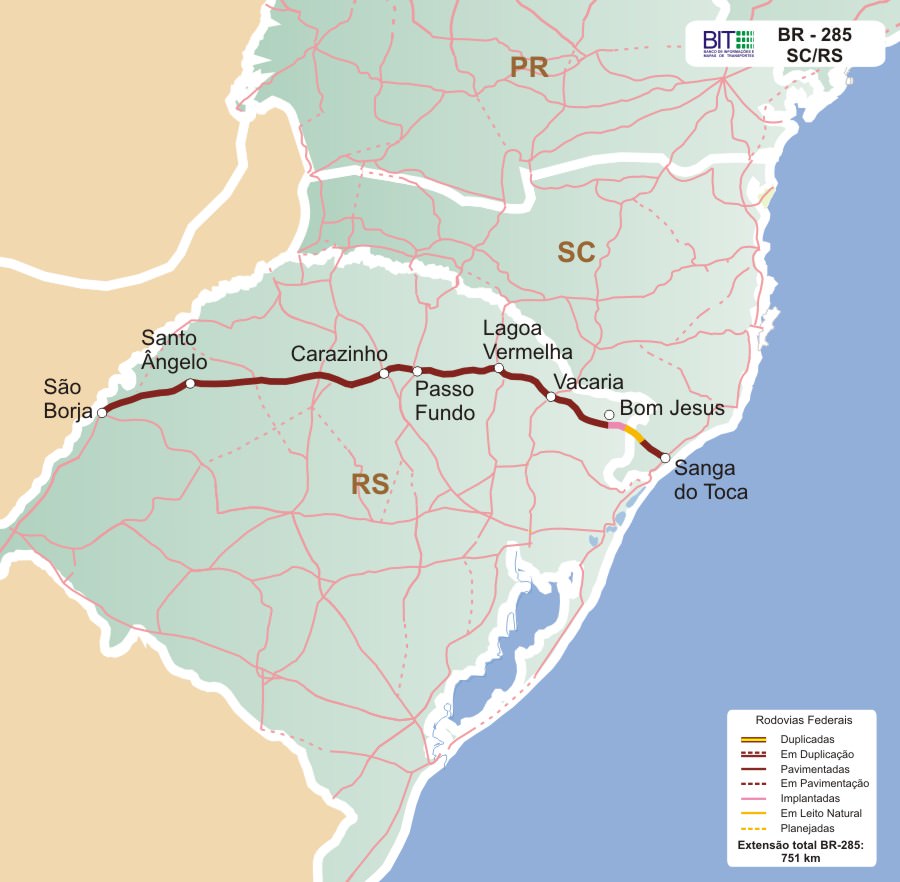 BIT
BANCO DE INFORMAÇÕES E
MAPAS DE TRANSPORTES
BR - 285
SC/RS
PR
SC
Santo
Ângelo
São
Borja
Carazinho
Passo
Fundo
Lagoa
Vermelha
Vacaria
Bom Jesus
Sanga
do Toca
RS
Rodovias Federais
Duplicadas
Em Duplicação
Pavimentadas
Em Pavimentação
Implantadas
Em Leito Natural
Planejadas
Extensão total BR-285:
751 km